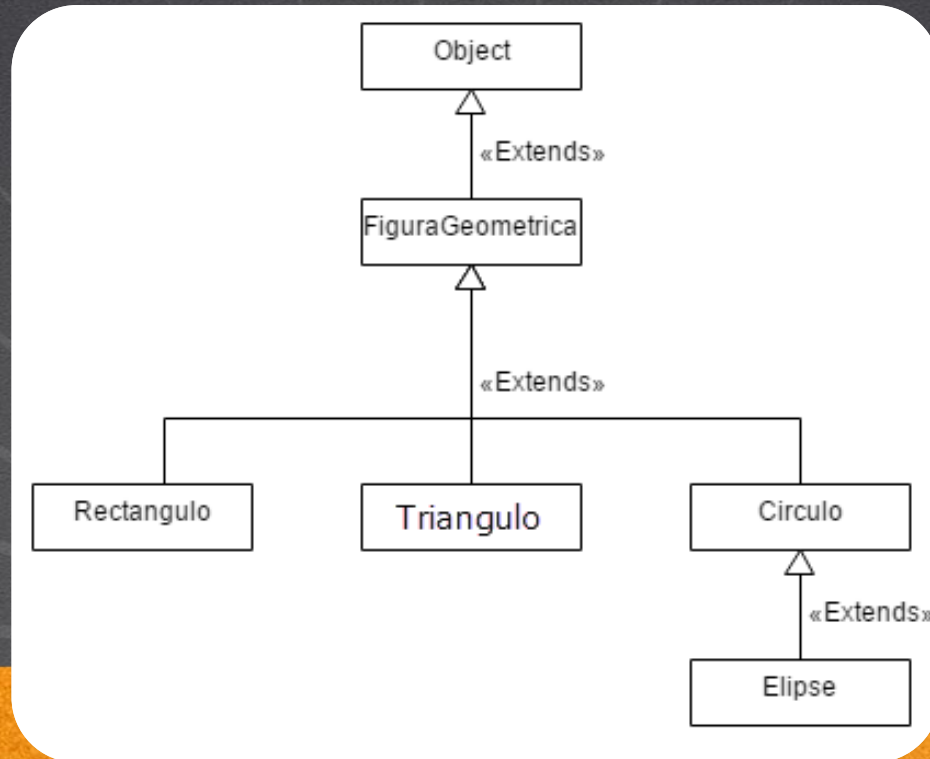 Object
«Extends»
FiguraGeometrica
«Extends»
Rectangulo
Triangulo
Circulo
«Extends»
Elipse